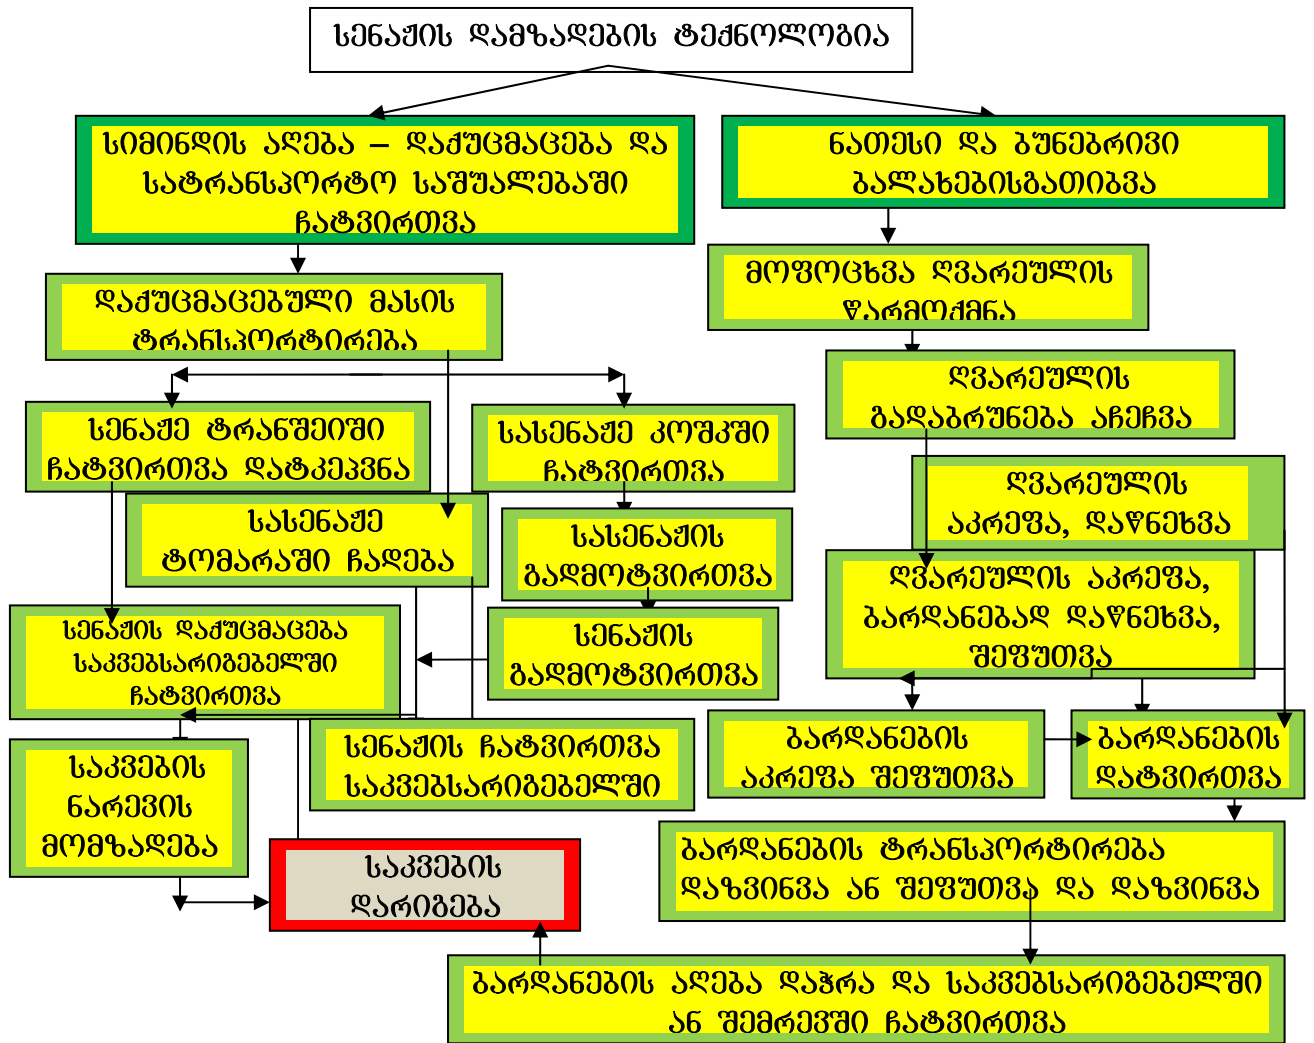 სენაჟის დამზადების ტექნოლოგია
სიმინდის აღება – დაქუცმაცება და
სატრანსპორტო საშუალებაში
ჩატვირთვა
ნათესი და ბუნებრივი
ბალახებისგათიბვა
დაქუცმაცებული მასის
ტრანსპორტირება
მოფოცხვა ღვარეულის
წარმოქმნა
ღვარეულის
გადაბრუნება აჩეჩვა
სენაჟე ტრანშეიში
ჩატვირთვა დატკეპვნა
სასენაჟე კოშკში
ჩატვირთვა
ღვარეულის
აკრეფა, დაწნეხვა
სასენაჟე
ტომარაში ჩადება
სასენაჟის
გადმოტვირთვა
ღვარეულის აკრეფა,
ბარდანებად დაწნეხვა,
შეფუთვა
სენაჟის დაქუცმაცება
საკვებსარიგებელში
ჩატვირთვა
სენაჟის
გადმოტვირთვა
სენაჟის ჩატვირთვა
საკვებსარიგებელში
ბარდანების
აკრეფა შეფუთვა
ბარდანების
დატვირთვა
საკვების
ნარევის
მომზადება
ბარდანების ტრანსპორტირება
დაზვინვა ან შეფუთვა და დაზვინვა
საკვების
დარიგება
ბარდანების აღება დაჭრა და საკვებსარიგებელში
ან შემრევში ჩატვირთვა